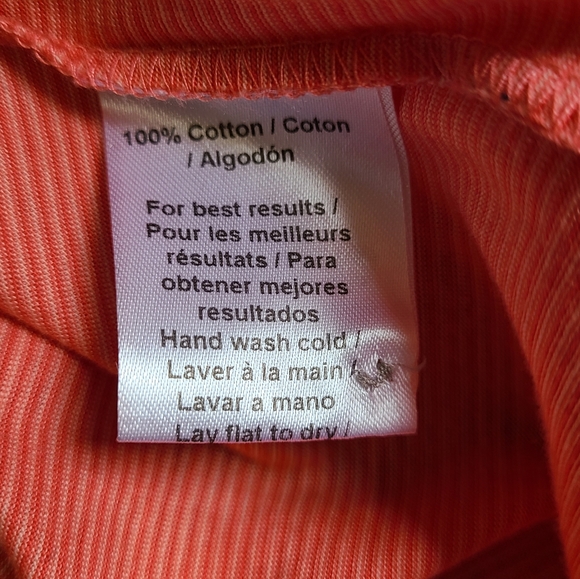 100% Cotton / Coton
/ Algodón
For best results /
Pour les meilleurs
résultats / Para
obtener mejores
resultados
Hand wash cold /
Laver à la main /
Lavar a mano
Lay flat to dry /